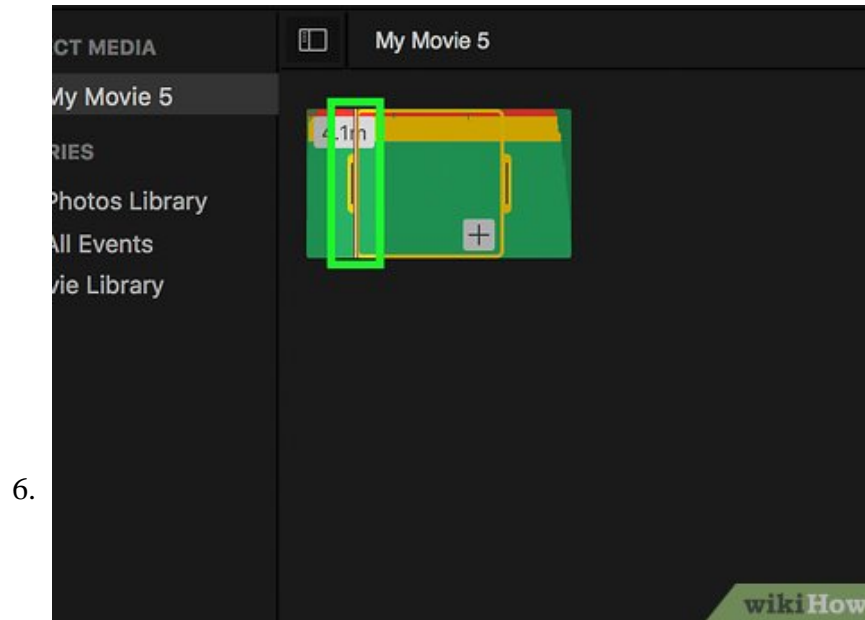 CT MEDIA
My Movie 5
My Movie 5
RIES
Photos Library
All Events
vie Library
4.1m
6.
wikiHow